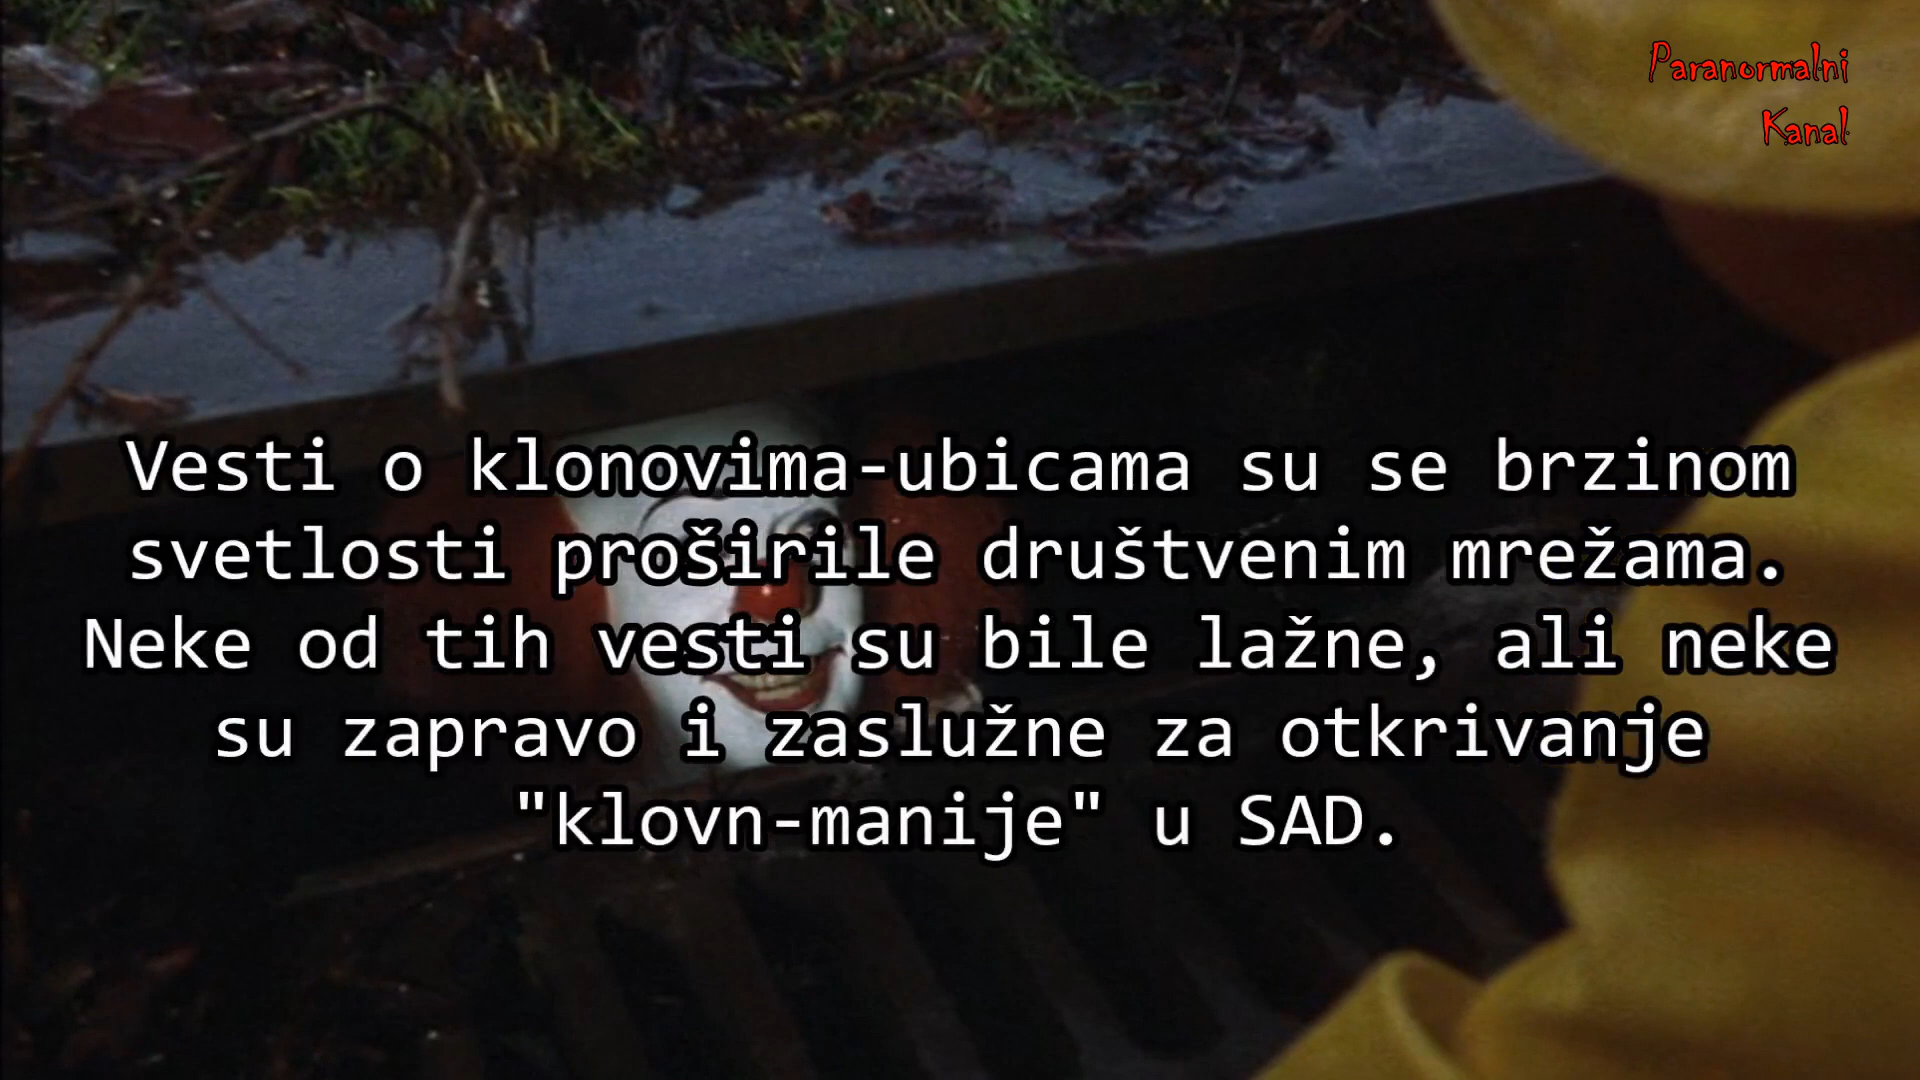 Paranormalni
Kanal
Vesti o klonovima-ubicama su se brzinom
svetlosti proširile društvenim mrežama.
Neke od tih vesti su bile lažne, ali neke
su zapravo i zaslužne za otkrivanje
"klovn-manije" u SAD.